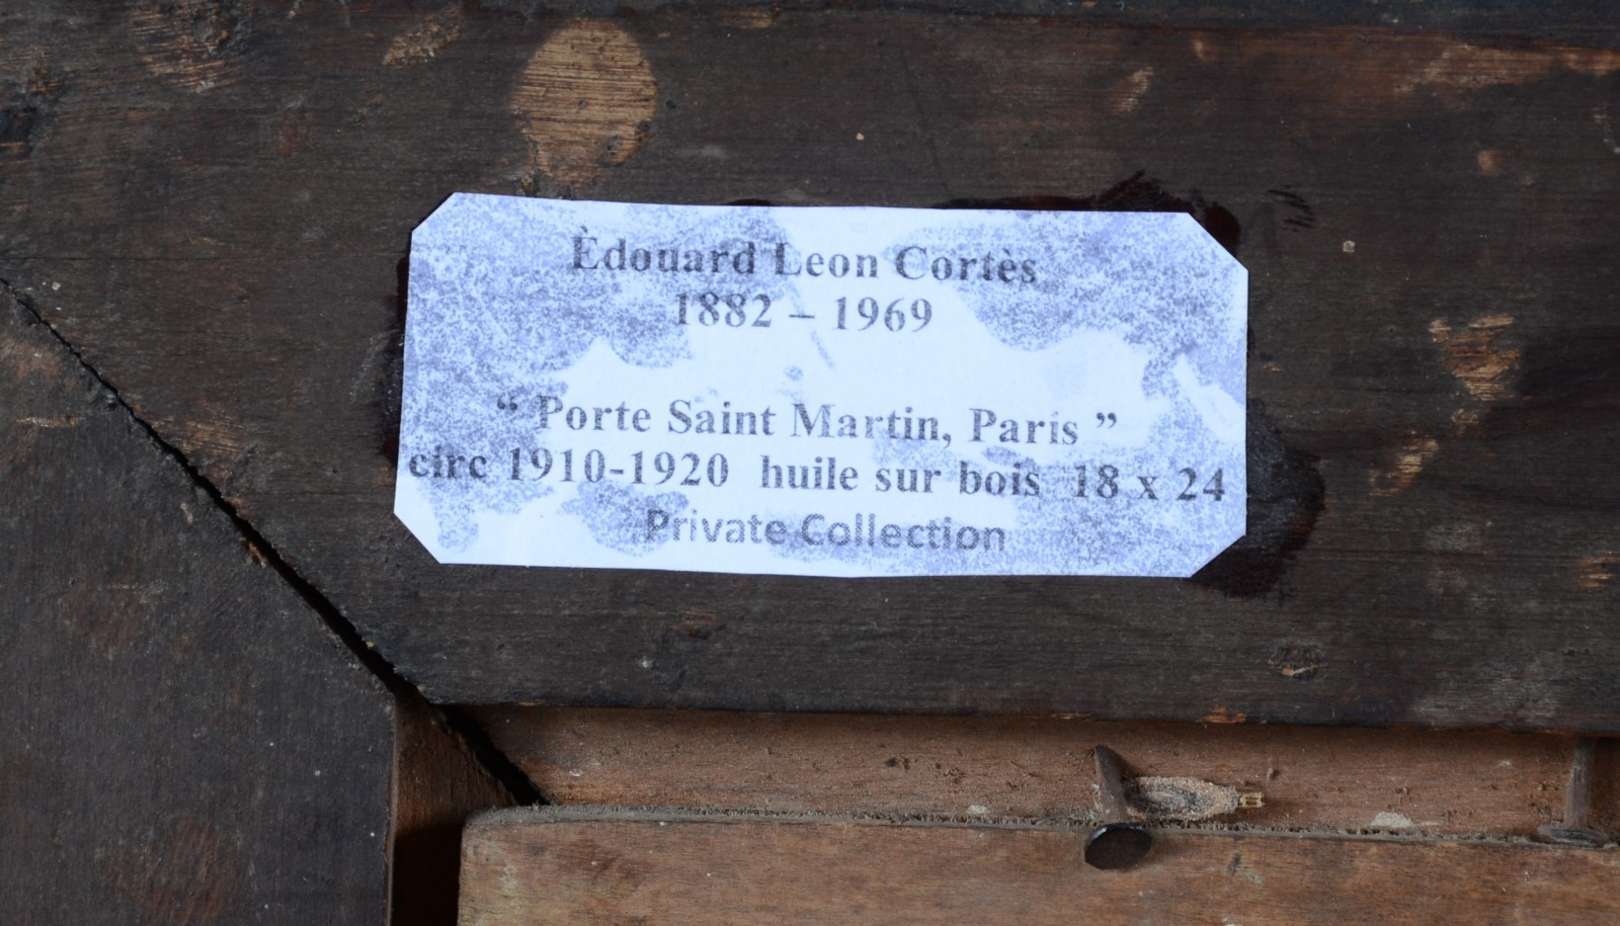 Èdouard Leon Cortès
1882 – 1969
“ Porte Saint Martin, Paris ”
circ 1910-1920 huile sur bois 18 x 24
Private Collection